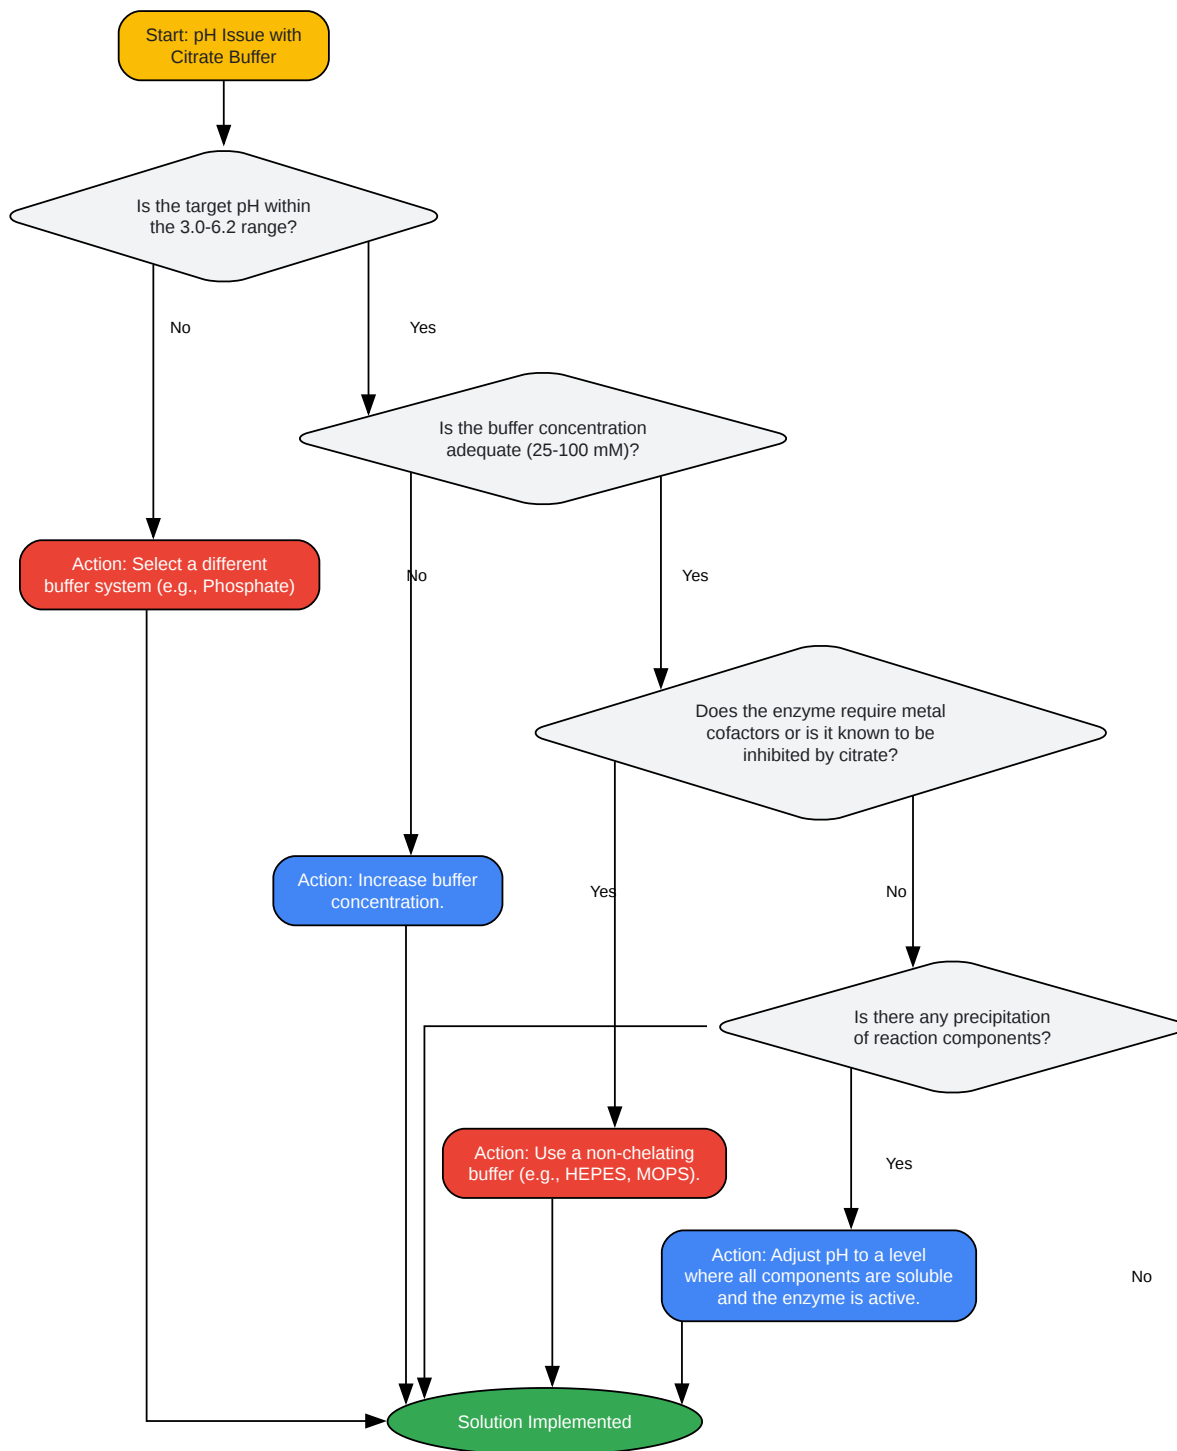 Start: pH Issue with
Citrate Buffer
Is the target pH within
the 3.0-6.2 range?
No
Yes
Is the buffer concentration
adequate (25-100 mM)?
Action: Select a different
buffer system (e.g., Phosphate)
No
Yes
Does the enzyme require metal
cofactors or is it known to be
inhibited by citrate?
Action: Increase buffer
concentration.
Yes
No
Is there any precipitation
of reaction components?
Action: Use a non-chelating
buffer (e.g., HEPES, MOPS).
Yes
Action: Adjust pH to a level
where all components are soluble
and the enzyme is active.
No
Solution Implemented